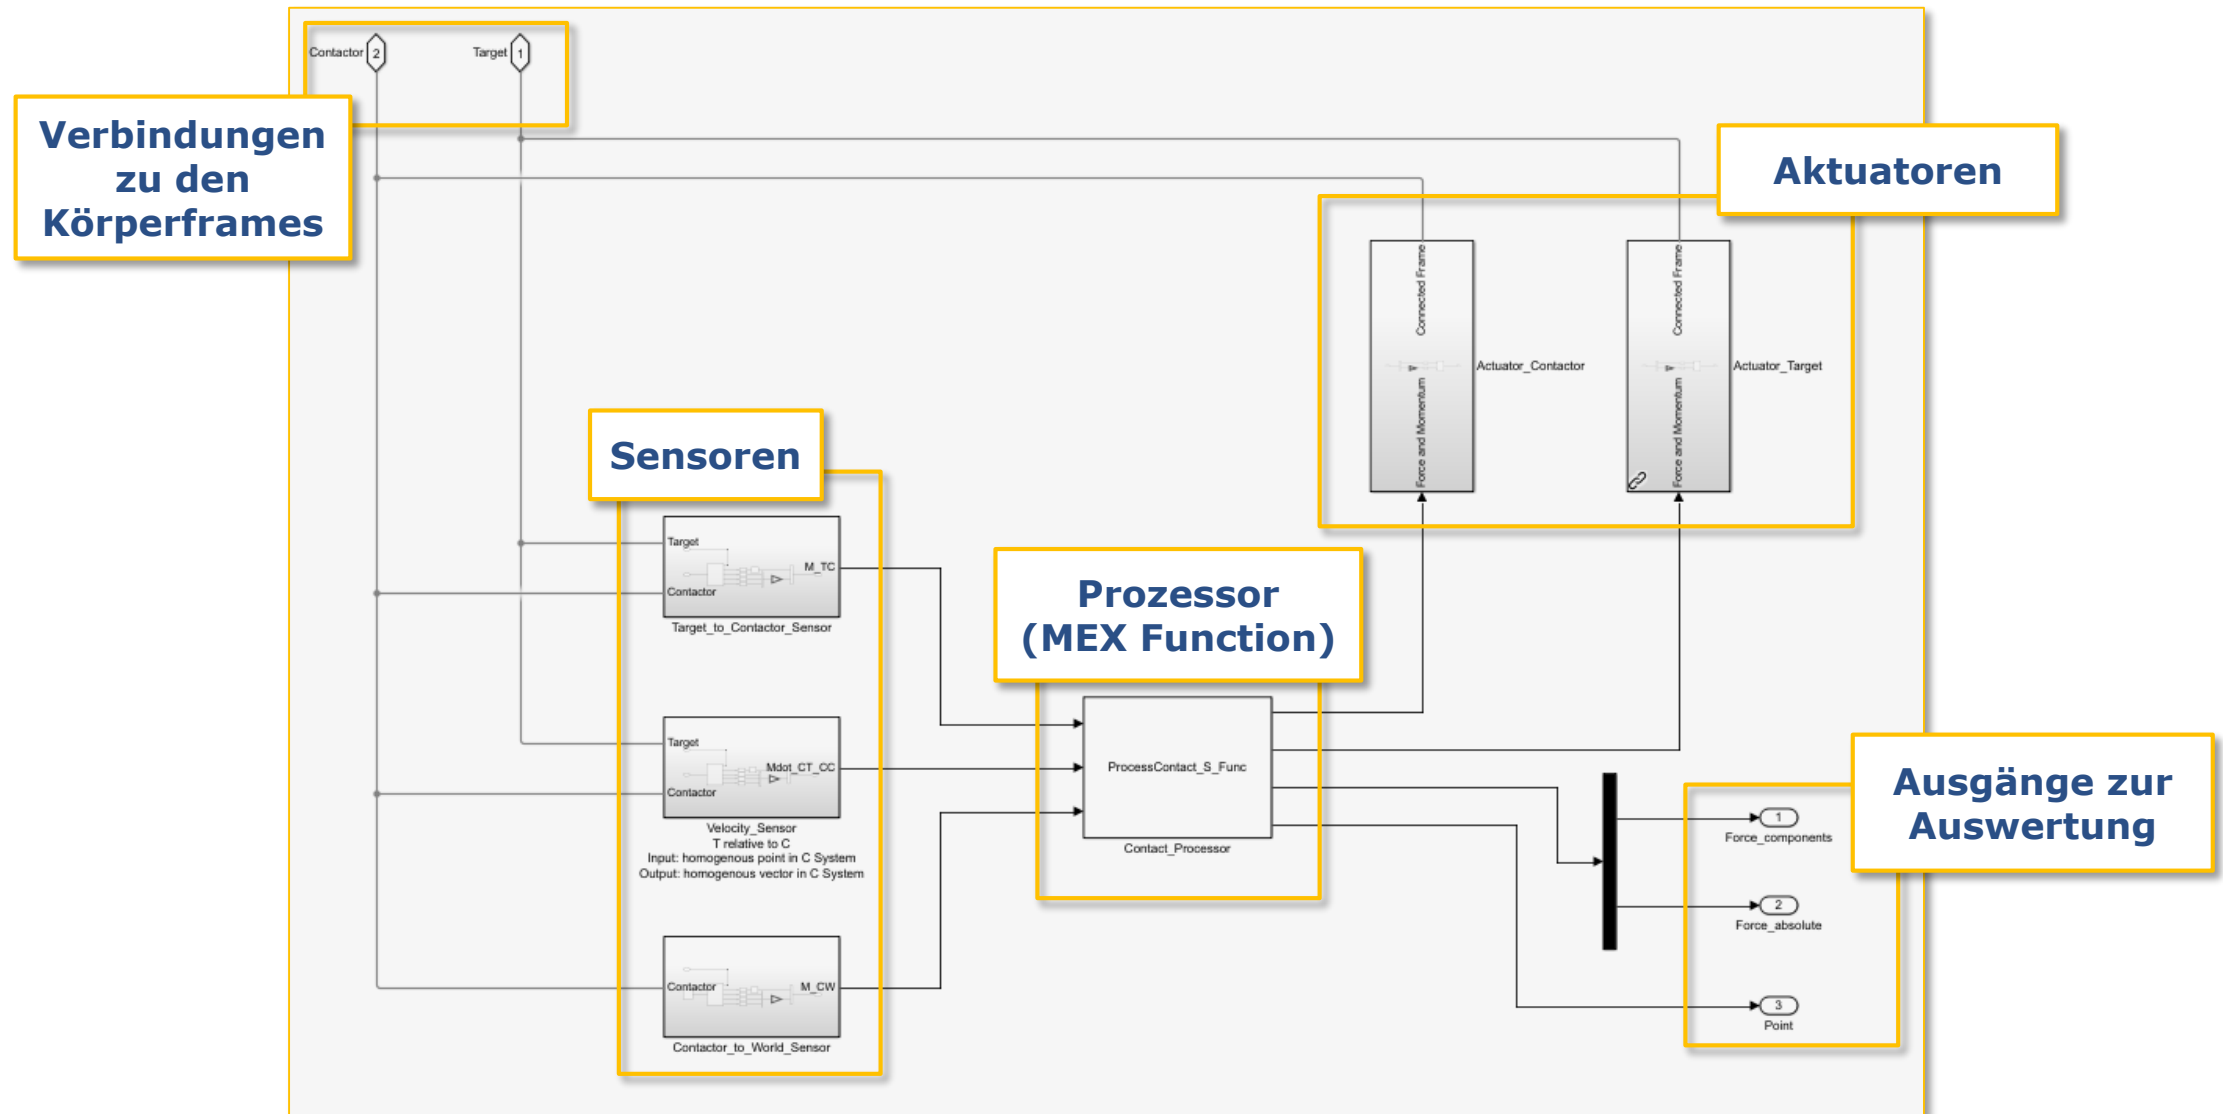 Contactor
2
Target
1
Verbindungen
zu den
Körperframes
Aktuatoren
Connected Frame
Force and Momentum
Actuator_Contactor
Connected Frame
Force and Momentum
Actuator_Target
Sensoren
Target
Contactor
M_TC
Target_to_Contactor_Sensor
Target
Contactor
Mdot_CT_CC
Velocity_Sensor
T relative to C
Input: homogenous point in C System
Output: homogenous vector in C System
Contactor
M_CW
Contactor_to_World_Sensor
Prozessor
(MEX Function)
ProcessContact_S_Func
Contact_Processor
Ausgänge zur
Auswertung
1
Force_components
2
Force_absolute
3
Point